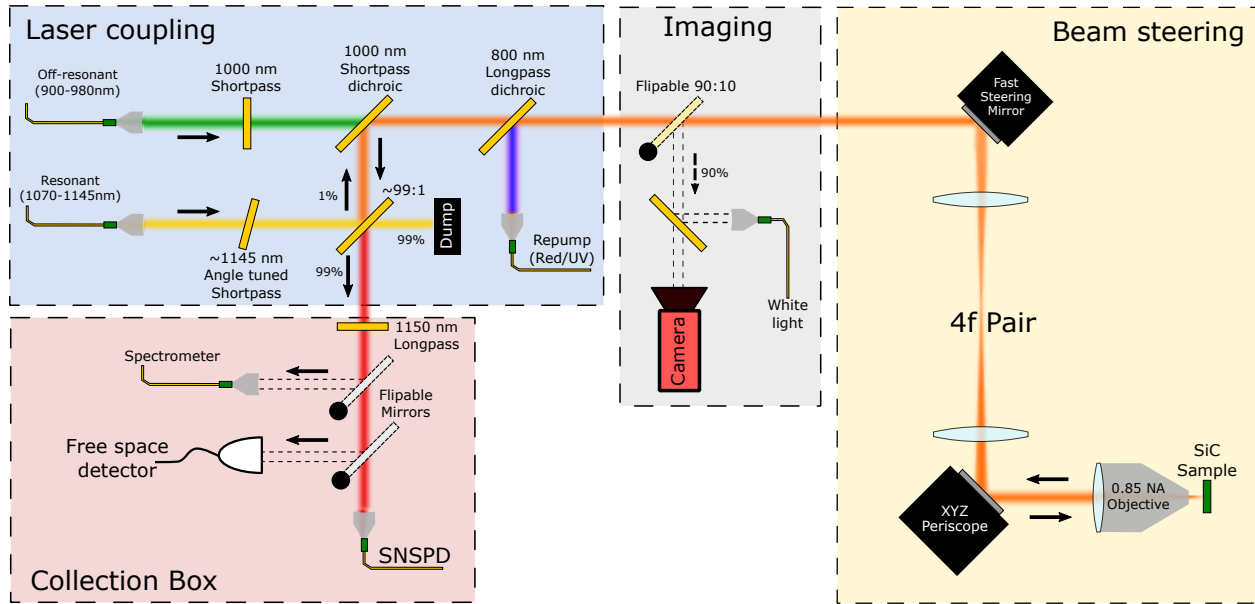 Laser coupling
Off-resonant
(900-980nm)
1000 nm
Shortpass
1000 nm
Shortpass
dichroic
800 nm
Longpass
dichroic
Resonant
(1070-1145nm)
1%
~99:1
99%
Dump
99%
~1145 nm
Angle tuned
Shortpass
Repump
(Red/UV)
Imaging
Flipable 90:10
90%
White
light
Camera
Beam steering
Fast
Steering
Mirror
4f Pair
XYZ
Periscope
0.85 NA
Objective
SiC
Sample
1150 nm
Longpass
Spectrometer
Flipable
Mirrors
Free space
detector
SNSPD
Collection Box